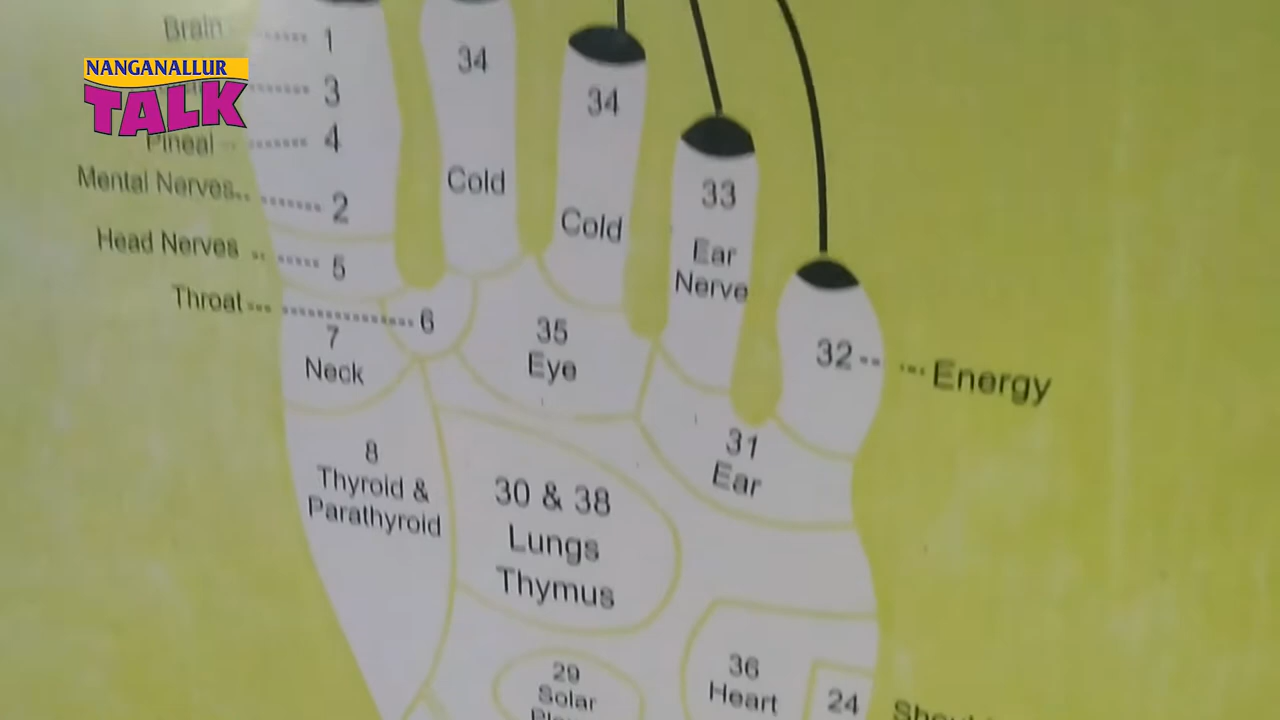 NANGANALLUR
TALK
Brain
1
3
Pineal
4
Mental Nerves
2
Head Nerves
5
Throat
6
7
Neck
34
Cold
34
Cold
33
Ear
Nerve
32
Energy
35
Eye
31
Ear
8
Thyroid &
Parathyroid
30 & 38
Lungs
Thymus
29
Solar
36
Heart
24